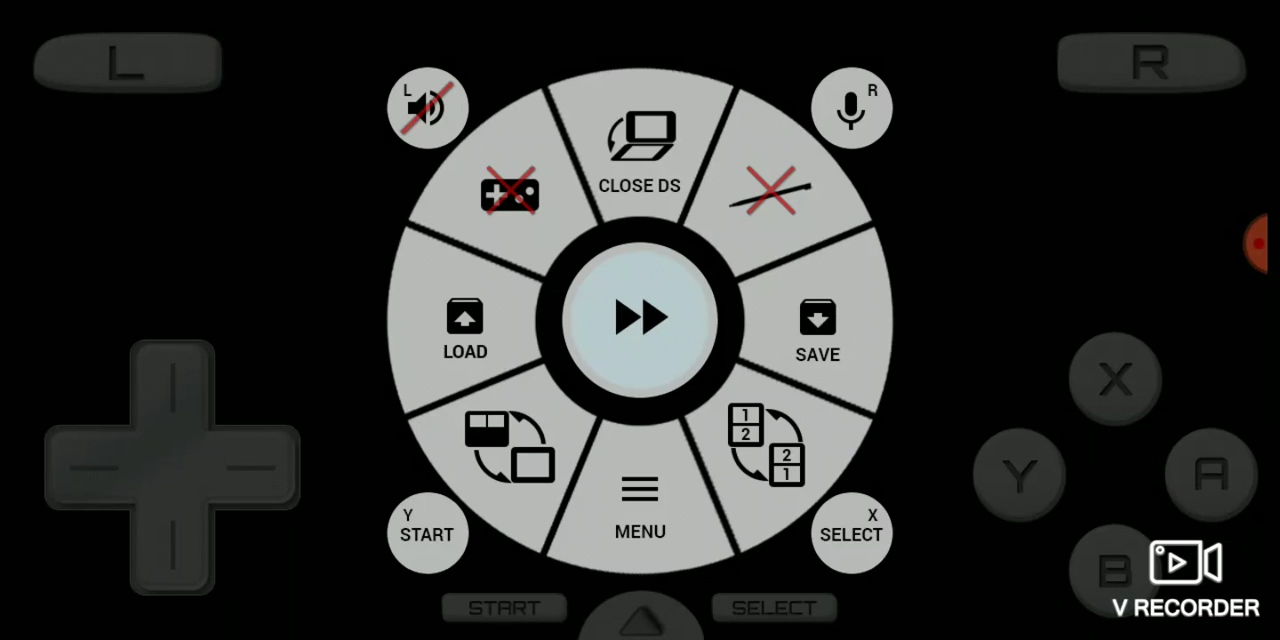 L
R
L
R
CLOSE DS
LOAD
SAVE
1
2
2
1
MENU
Y
START
X
SELECT
X
Y
A
B
START
SELECT
V RECORDER